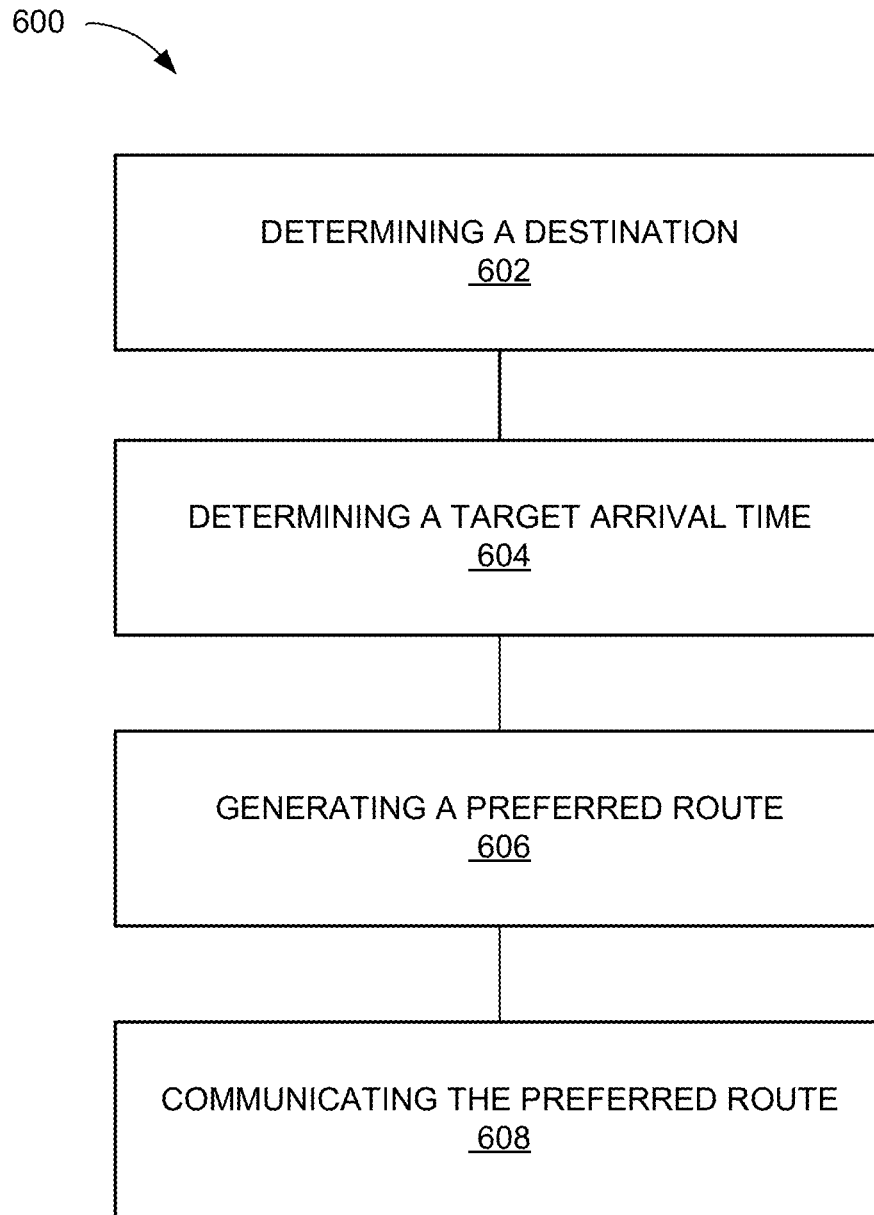 600
DETERMINING A DESTINATION
602
DETERMINING A TARGET ARRIVAL TIME
604
GENERATING A PREFERRED ROUTE
606
COMMUNICATING THE PREFERRED ROUTE
608